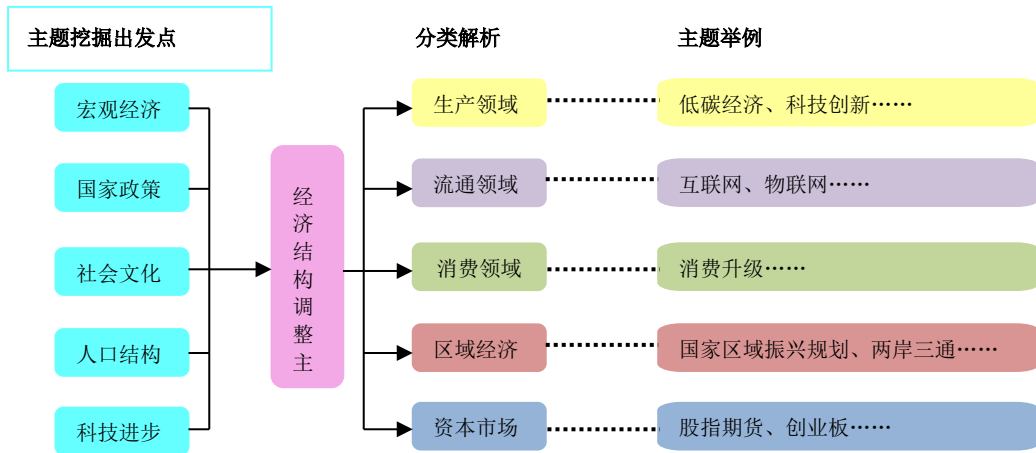 主题挖掘出发点
分类解析
主题举例
宏观经济
国家政策
社会文化
人口结构
科技进步
经济结构调整主
生产领域
低碳经济、科技创新……
流通领域
互联网、物联网……
消费领域
消费升级……
区域经济
国家区域振兴规划、两岸三通……
资本市场
股指期货、创业板……